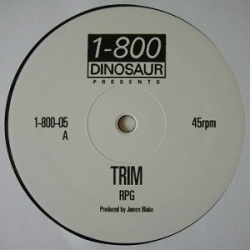 1-800
DINOSAUR
PRESENTS
1-800-05
A
45rpm
TRIM
RPG
Produced by James Blake